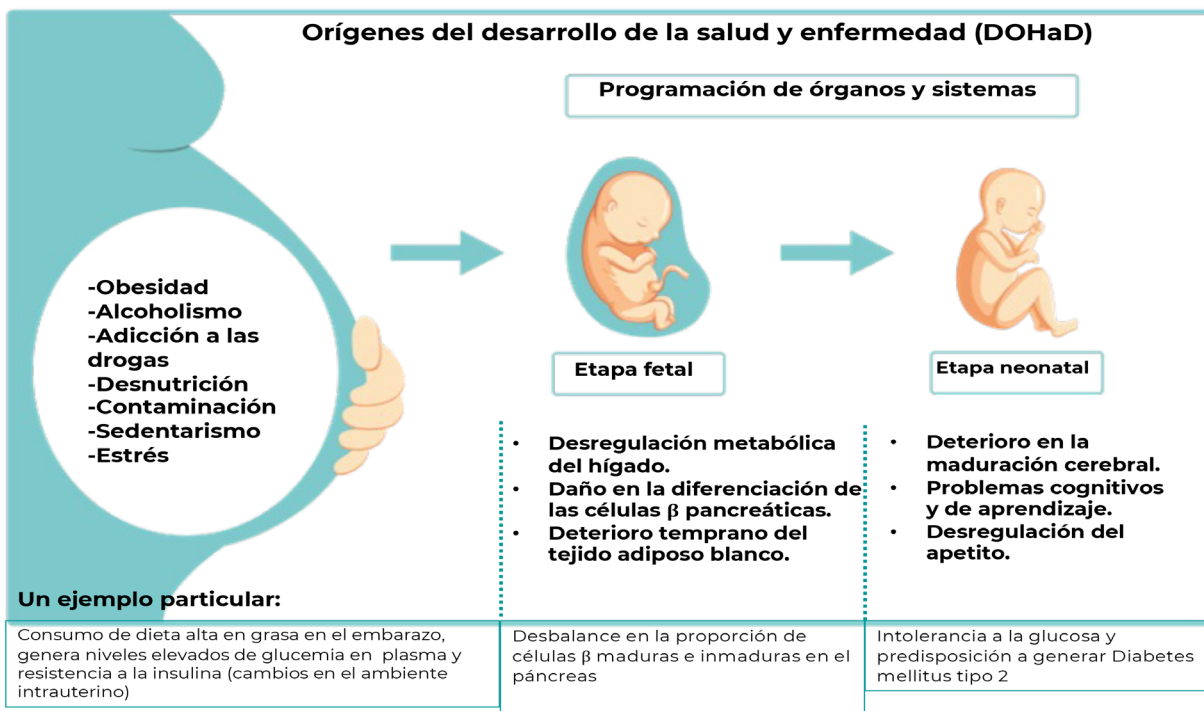 Orígenes del desarrollo de la salud y enfermedad (DOHaD)
Programación de órganos y sistemas
-Obesidad
-Alcoholismo
-Adicción a las
drogas
-Desnutrición
-Contaminación
-Sedentarismo
-Estrés
Etapa fetal
• Desregulación metabólica
del hígado.
• Daño en la diferenciación de
las células β pancreáticas.
• Deterioro temprano del
tejido adiposo blanco.
Etapa neonatal
• Deterioro en la
maduración cerebral.
• Problemas cognitivos
y de aprendizaje.
• Desregulación del
apetito.
Un ejemplo particular:
Consumo de dieta alta en grasa en el embarazo,
genera niveles elevados de glucemia en plasma y
resistencia a la insulina (cambios en el ambiente
intrauterino)
Desbalance en la proporción de
células β maduras e inmaduras en el
páncreas
Intolerancia a la glucosa y
predisposición a generar Diabetes
mellitus tipo 2